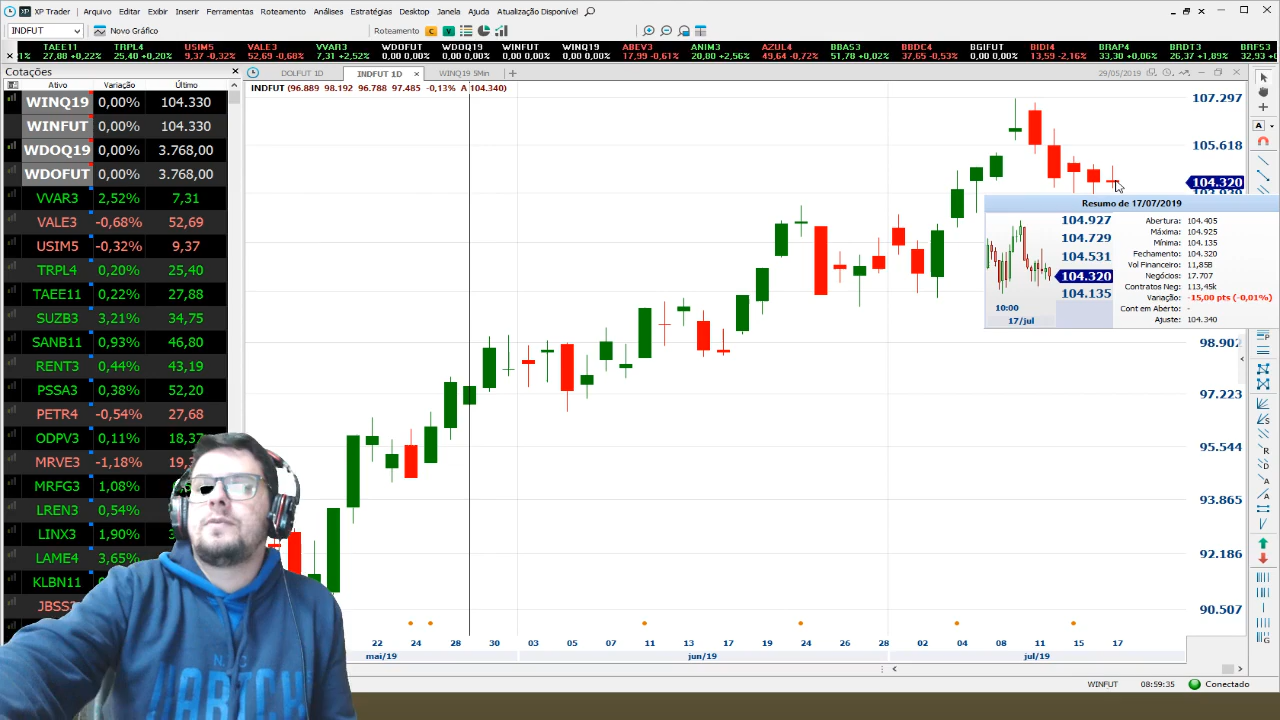 XP Trader Arquivo Editar Exibir Inserir Ferramentas Roteamento Análises Estratégias Desktop Janela Ajuda Atualização Disponível
INDFUT Novo Gráfico Roteamento C V
TAEE11 TRPL4 USIM5 VALE3 VVAR3 WDOFUT WDOQ19 WINFUT WINQ19 ABEV3 ANIM3 AZUL4 BBAS3 BBDC4 BGIFUT BIDI4 BRAP4 BRDT3 BRFS3
27,88 +0,22% 25,40 +0,20% 9,37 -0,32% 52,69 -0,68% 7,31 +2,52% 0,00 0,00% 0,00 0,00% 0,00 0,00% 0,00 0,00% 17,99 -0,61% 20,80 +2,56% 49,64 -0,72% 51,78 +0,02% 37,65 -0,53% 0,00 0,00% 13,59 -2,16% 33,30 +0,06% 26,37 +1,89% 32,93
Cotações
DOLFUT 1D INDFUT 1D WINQ19 5Min 29/05/2019
Ativo Variação Último
INDFUT (96.889 98.192 96.788 97.485 -0,13% A 104.340)
WINQ19 0,00% 104.330
WINFUT 0,00% 104.330
WDOQ19 0,00% 3.768,00
WDOFUT 0,00% 3.768,00
VVAR3 2,52% 7,31
VALE3 -0,68% 52,69
USIM5 -0,32% 9,37
TRPL4 0,20% 25,40
TAEE11 0,22% 27,88
SUZB3 3,21% 34,75
SANB11 0,93% 46,80
RENT3 0,44% 43,19
PSSA3 0,38% 52,20
PETR4 -0,54% 27,68
ODPV3 0,11% 18,37
MRVE3 -1,18%
MRFG3 1,08%
LREN3 0,54%
LINX3 1,90%
LAME4 3,65%
KLBN11
107.297
105.618
104.320
98.902
97.223
95.544
93.865
92.186
90.507
Resumo de 17/07/2019
104.927
104.729
104.531
104.320
104.135
10:00
17/jul
Abertura: 104.405
Máxima: 104.925
Mínima: 104.135
Fechamento: 104.320
Vol Financeiro: 11,85B
Negócios: 17.707
Contratos Neg: 113,45k
Variação: -15,00 pts (-0,01%)
Cont em Aberto: -
Ajuste: 104.340
22 24 28 30 03 05 07 11 13 17 19 24 26 28 02 04 08 11 15 17
mai/19 jun/19 jul/19
WINFUT 08:59:35 Conectado